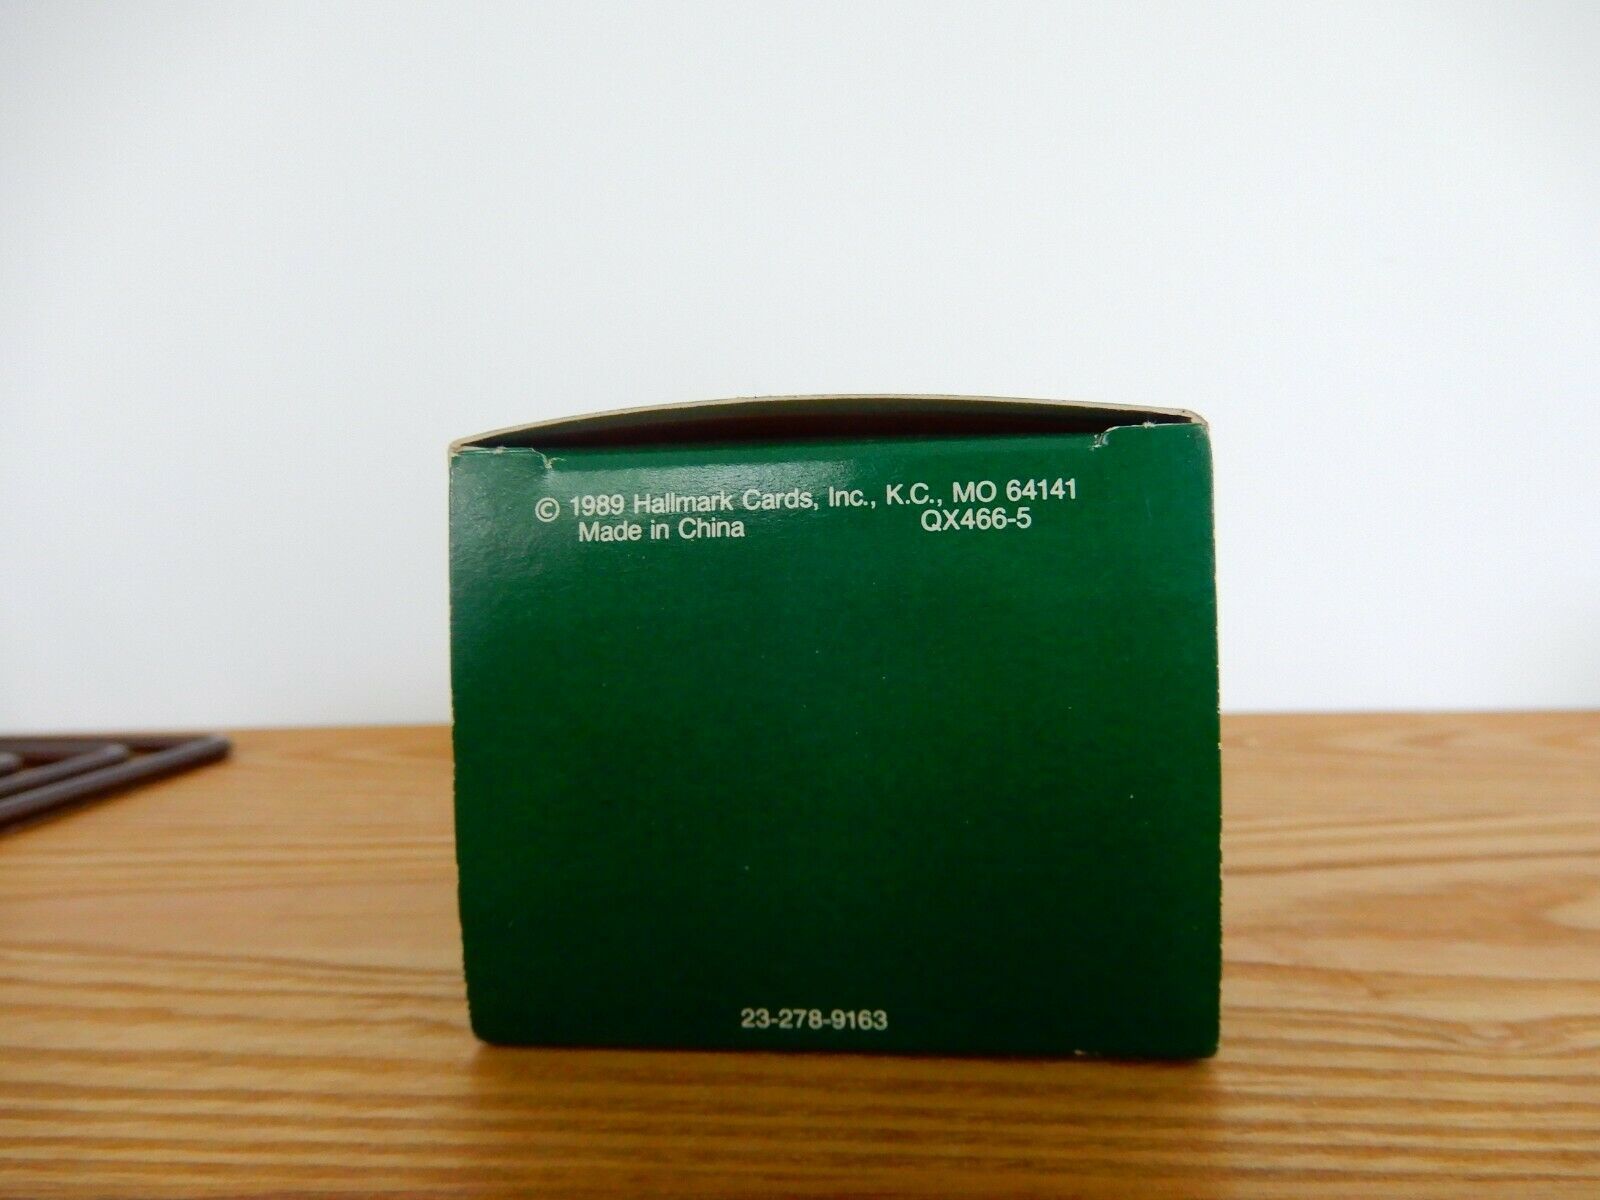 © 1989 Hallmark Cards, Inc., K.C., MO 64141
Made in China QX466-5
23-278-9163